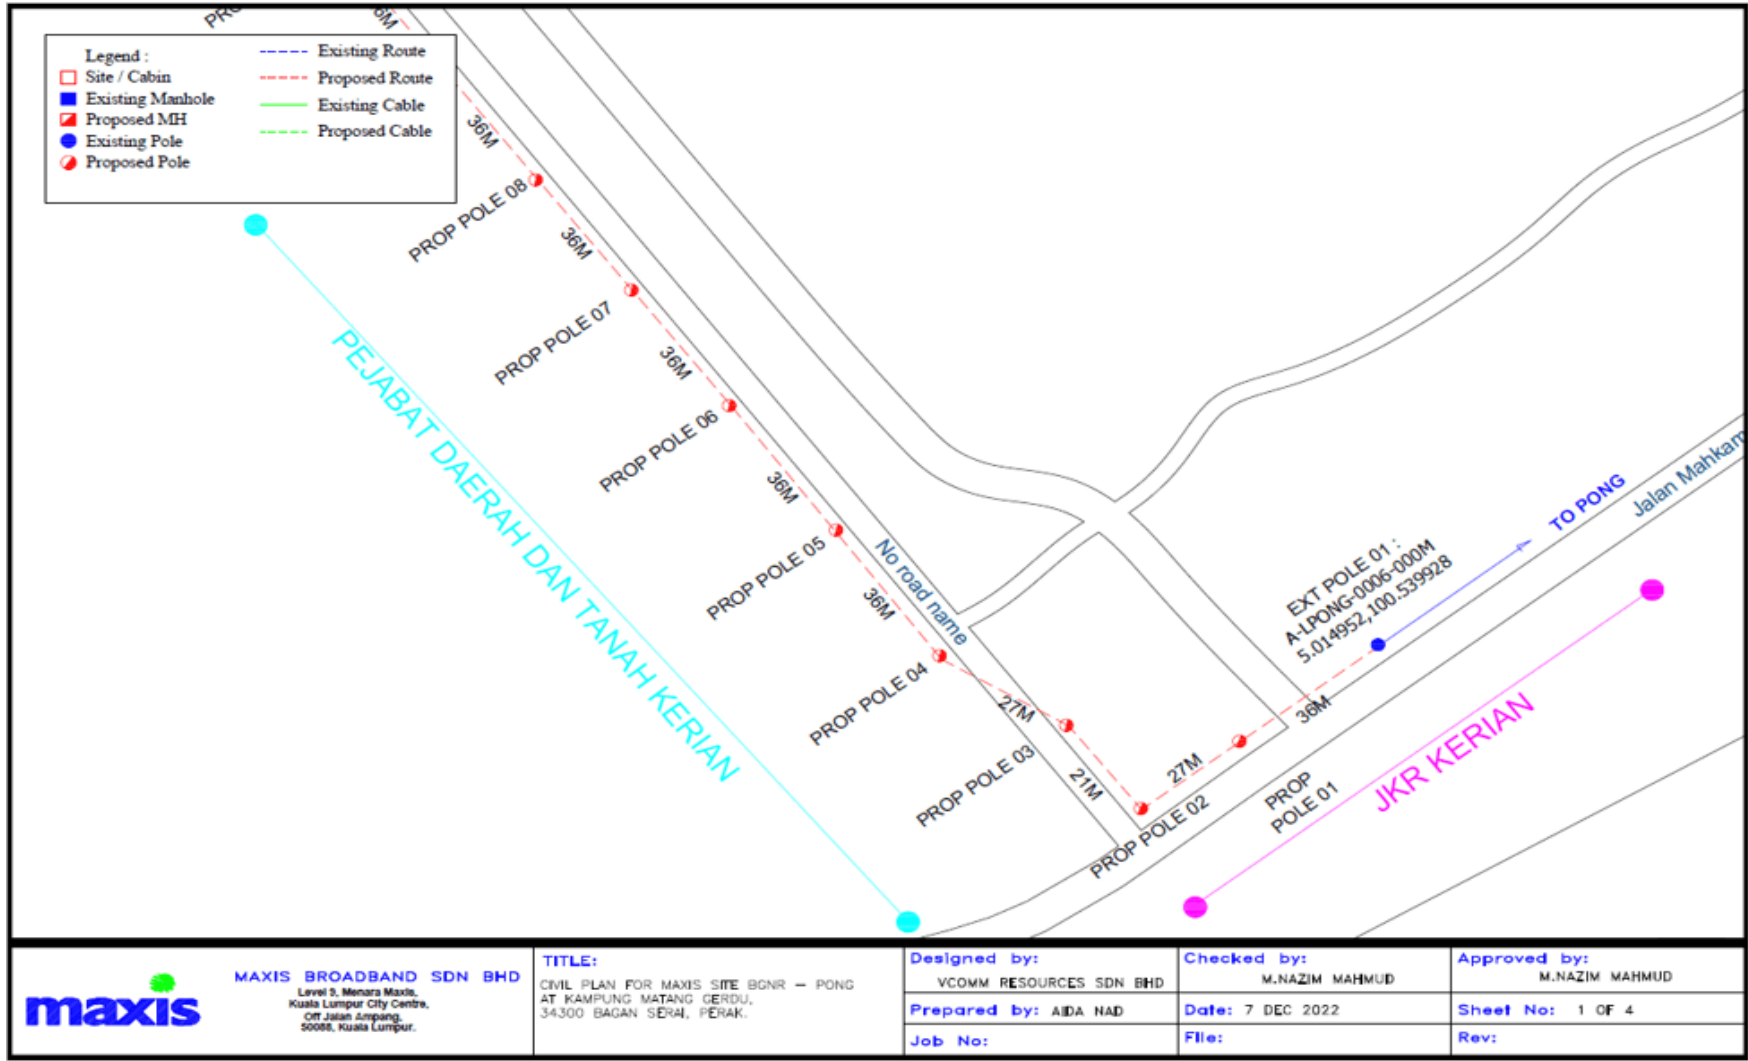 PRO
6M
Legend :
Site / Cabin
Existing Manhole
Proposed MH
Existing Pole
Proposed Pole
Existing Route
Proposed Route
Existing Cable
Proposed Cable
36M
PROP POLE 08
36M
PROP POLE 07
36M
PROP POLE 06
36M
PROP POLE 05
36M
PROP POLE 04
27M
PROP POLE 03
21M
PROP POLE 02
27M
PROP
POLE 01
36M
No road name
EXT POLE 01 :
A-LPONG-0006-000M
5.014952,100.539928
TO PONG
Jalan Mahkam
PEJABAT DAERAH DAN TANAH KERIAN
JKR KERIAN
maxis
MAXIS BROADBAND SDN BHD
Level 9, Menara Maxis,
Kuala Lumpur City Centre,
Off Jalan Ampang,
50088, Kuala Lumpur.
TITLE:
CIVIL PLAN FOR MAXIS SITE BGNR – PONG
AT KAMPUNG MATANG GERDU,
34300 BAGAN SERAI, PERAK.
Designed by:
VCOMM RESOURCES SDN BHD
Prepared by: AIDA NAD
Job No:
Checked by:
M.NAZIM MAHMUD
Date: 7 DEC 2022
File:
Approved by:
M.NAZIM MAHMUD
Sheet No: 1 OF 4
Rev: